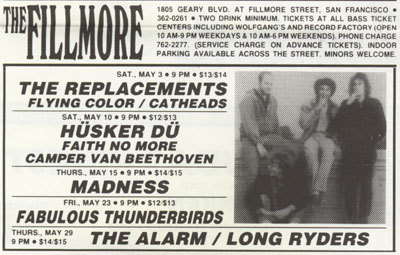 THE FILLMORE
1805 GEARY BLVD. AT FILLMORE STREET, SAN FRANCISCO •
362-0261 • TWO DRINK MINIMUM. TICKETS AT ALL BASS TICKET
CENTERS INCLUDING WOLFGANG'S AND RECORD FACTORY (OPEN
10 AM-9 PM WEEKDAYS & 10 AM-6 PM WEEKENDS). PHONE CHARGE
762-2277. (SERVICE CHARGE ON ADVANCE TICKETS). INDOOR
PARKING AVAILABLE ACROSS THE STREET. MINORS WELCOME.
SAT., MAY 3 • 9 PM • $13/$14
THE REPLACEMENTS
FLYING COLOR / CATHEADS
SAT., MAY 10 • 9 PM • $12/$13
HÜSKER DÜ
FAITH NO MORE
CAMPER VAN BEETHOVEN
THURS., MAY 15 • 9 PM • $14/$15
MADNESS
FRI., MAY 23 • 9 PM • $12/$13
FABULOUS THUNDERBIRDS
THURS., MAY 29
9 PM • $14/$15
THE ALARM / LONG RYDERS